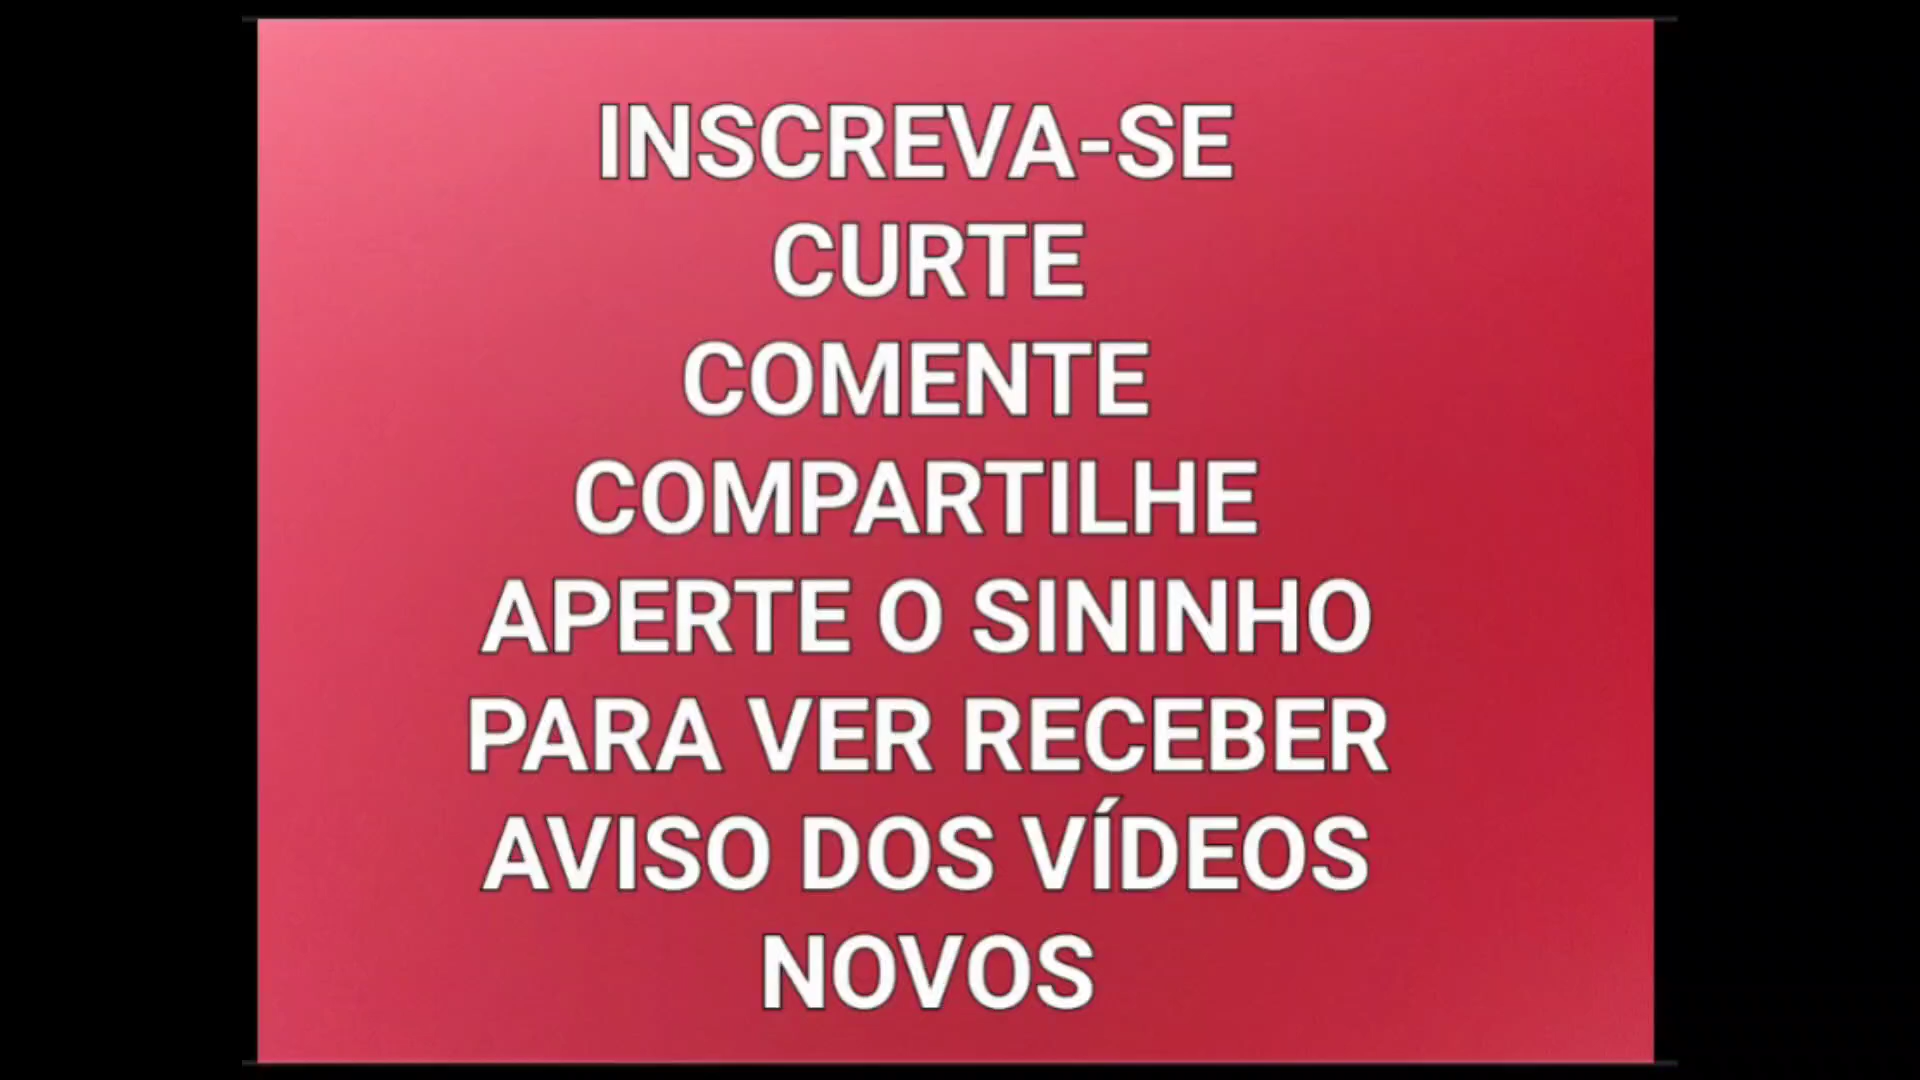 INSCREVA-SE
CURTE
COMENTE
COMPARTILHE
APERTE O SININHO
PARA VER RECEBER
AVISO DOS VÍDEOS
NOVOS